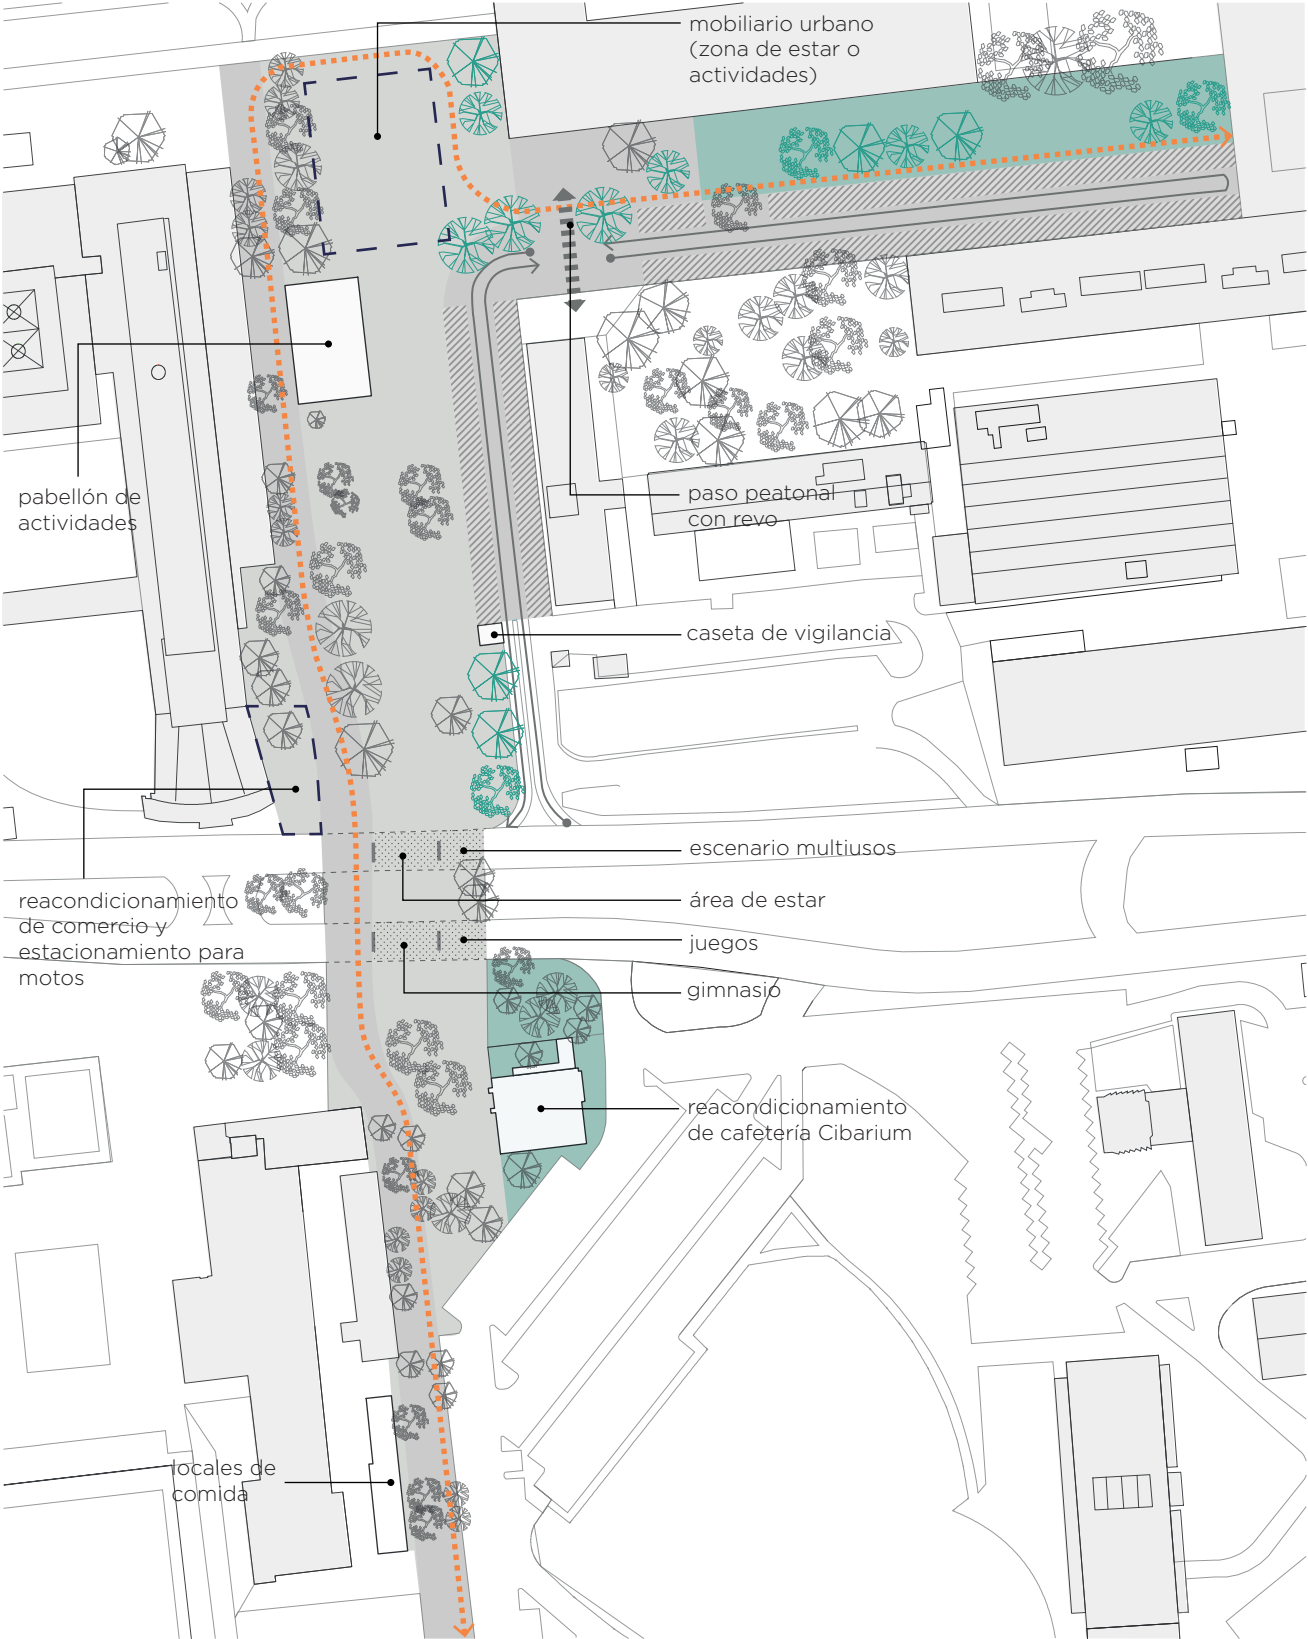 mobiliario urbano
(zona de estar o
actividades)
pabellón de
actividades
paso peatonal
con revo
caseta de vigilancia
escenario multiusos
reacondicionamiento
de comercio y
estacionamiento para
motos
área de estar
juegos
gimnasio
reacondicionamiento
de cafetería Cibarium
locales de
comida